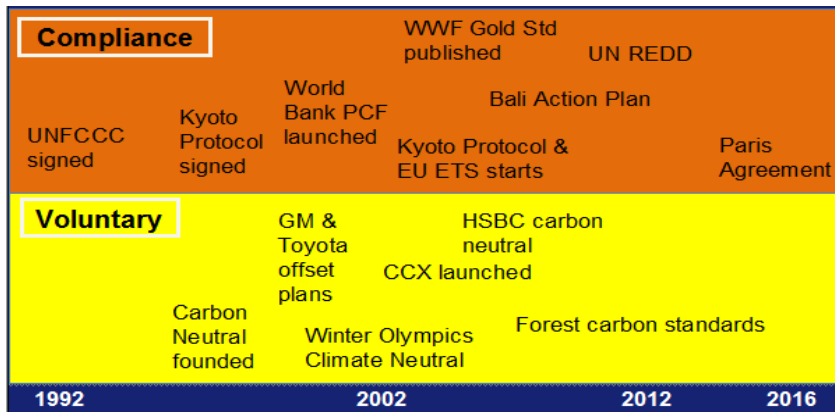 Compliance
UNFCCC
signed
Kyoto
Protocol
signed
World
Bank PCF
launched
WWF Gold Std
published
UN REDD
Bali Action Plan
Kyoto Protocol &
EU ETS starts
Paris
Agreement
Voluntary
Carbon
Neutral
founded
GM &
Toyota
offset
plans
HSBC carbon
neutral
CCX launched
Winter Olympics
Climate Neutral
Forest carbon standards
1992 2002 2012 2016